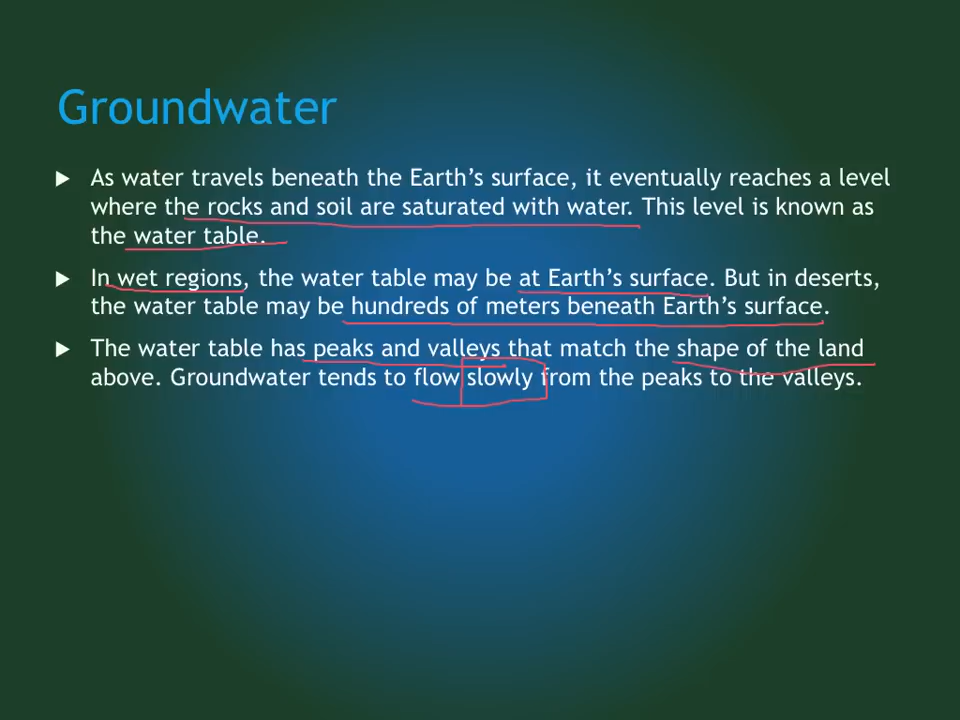 Groundwater
As water travels beneath the Earth's surface, it eventually reaches a level
where the rocks and soil are saturated with water. This level is known as
the water table.
In wet regions, the water table may be at Earth's surface. But in deserts,
the water table may be hundreds of meters beneath Earth's surface.
The water table has peaks and valleys that match the shape of the land
above. Groundwater tends to flow slowly from the peaks to the valleys.